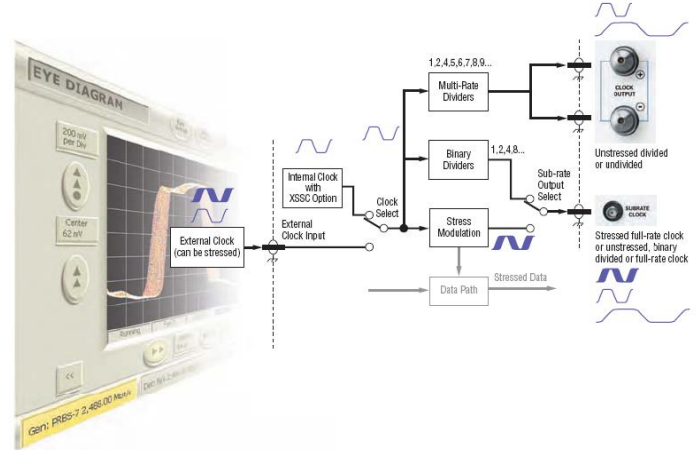 EYE DIAGRAM
200 mV
per Div
Center
62 mV
Running
<<
Gen: PRBS-7 2,488.00 Mbit/s
External Clock
(can be stressed)
Internal Clock
with
XSSC Option
External
Clock Input
Clock
Select
1,2,4,5,6,7,8,9...
Multi-Rate
Dividers
Binary
Dividers
1,2,4,8...
Stress
Modulation
Data Path
Stressed Data
Sub-rate
Output
Select
CLOCK
OUTPUT
+
−
Unstressed divided
or undivided
SUBRATE
CLOCK
Stressed full-rate clock
or unstressed, binary
divided or full-rate clock